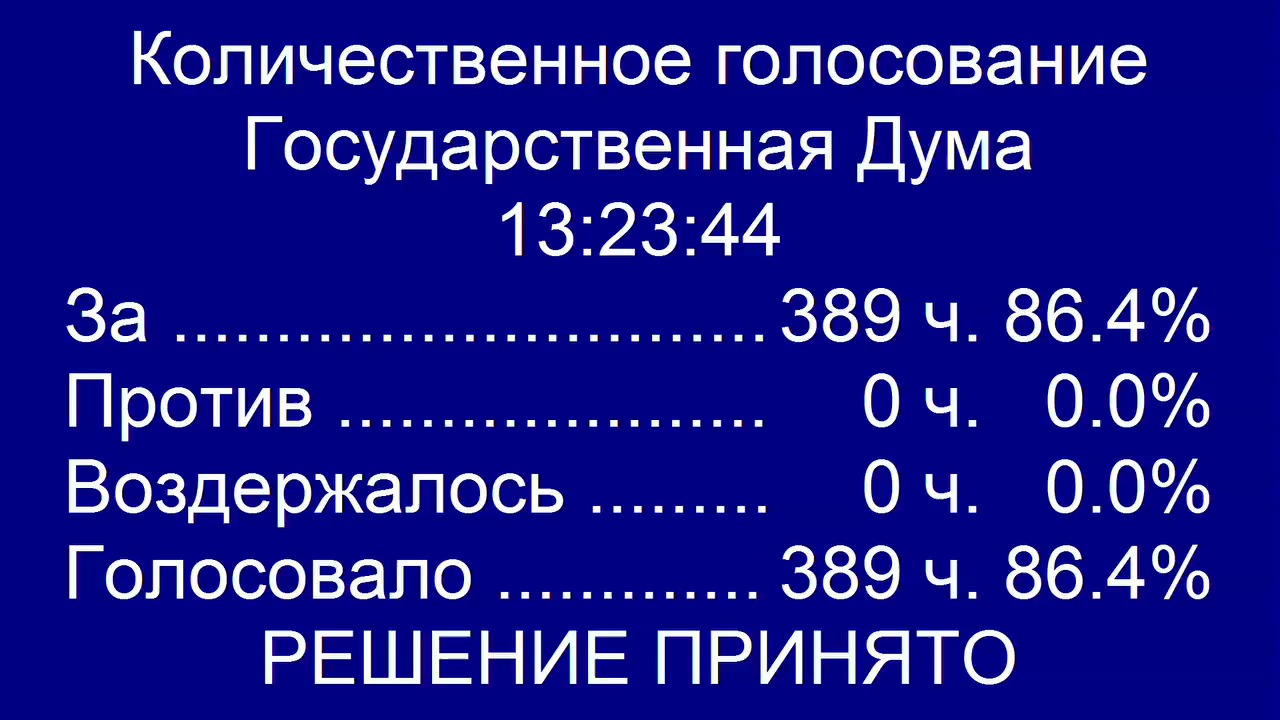 Количественное голосование
Государственная Дума
13:23:44
За ............................. 389 ч. 86.4%
Против ..................... 0 ч. 0.0%
Воздержалось ......... 0 ч. 0.0%
Голосовало ............. 389 ч. 86.4%
РЕШЕНИЕ ПРИНЯТО